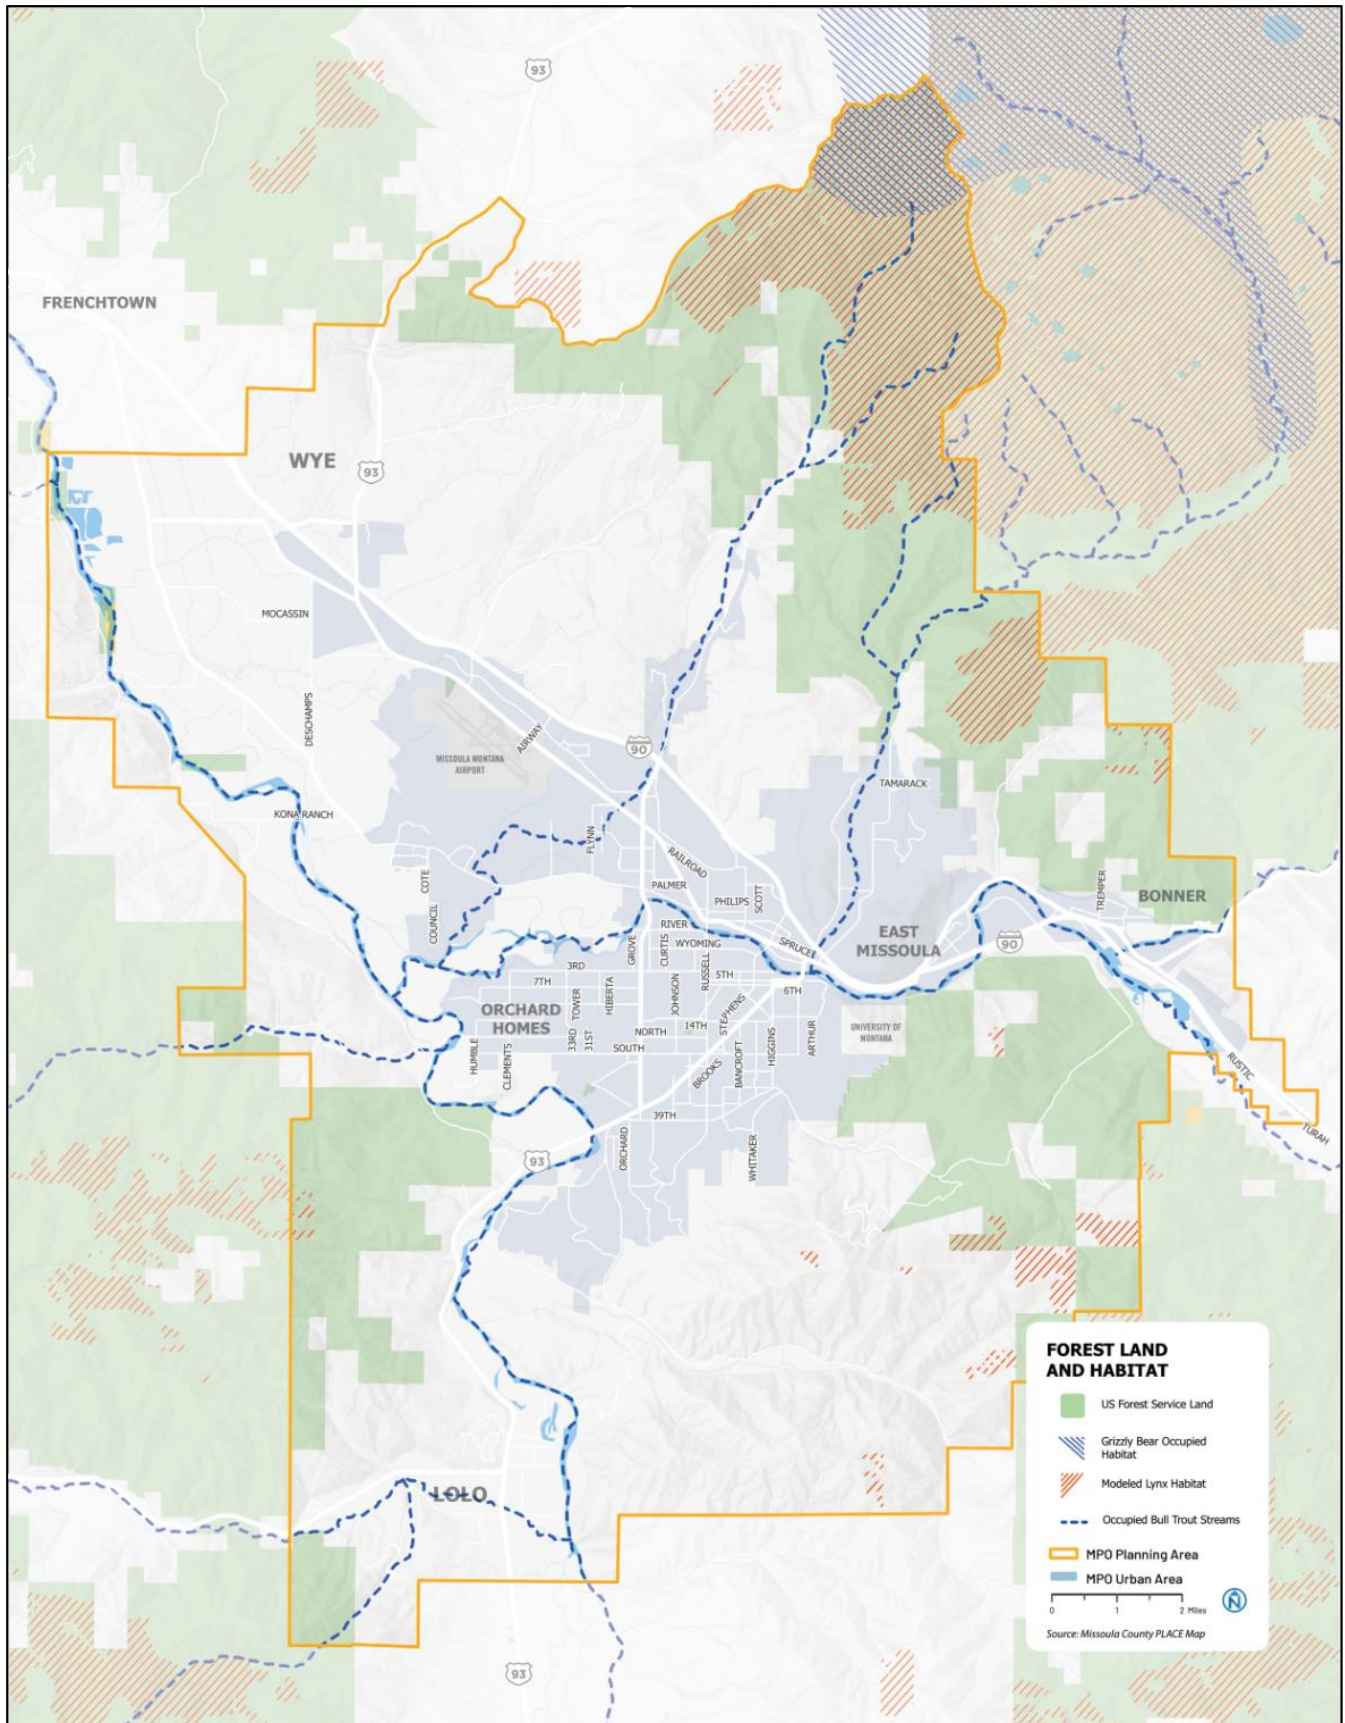 93
FRENCHTOWN
WYE
93
MOCASSIN
DESCHAMPS
MISSOULA MONTANA
AIRPORT
AIRWAY
90
TAMARACK
KONA RANCH
FLYNN
RAILROAD
COTE
COUNCIL
PALMER
PHILIPS
SCOTT
TREMPER
BONNER
RIVER
WYOMING
SPRUCE
EAST
MISSOULA
90
GROVE
CURTIS
RUSSELL
3RD
7TH
5TH
6TH
ORCHARD
HOMES
TOWER
HIBERTA
JOHNSON
STEPHENS
33RD
31ST
NORTH
14TH
SOUTH
HUMBLE
CLEMENTS
BROOKS
BANCROFT
HIGGINS
ARTHUR
UNIVERSITY OF
MONTANA
RUSTIC
TURAH
39TH
93
ORCHARD
WHITAKER
LOLO
93
FOREST LAND
AND HABITAT
US Forest Service Land
Grizzly Bear Occupied
Habitat
Modeled Lynx Habitat
Occupied Bull Trout Streams
MPO Planning Area
MPO Urban Area
0 1 2 Miles
N
Source: Missoula County PLACE Map